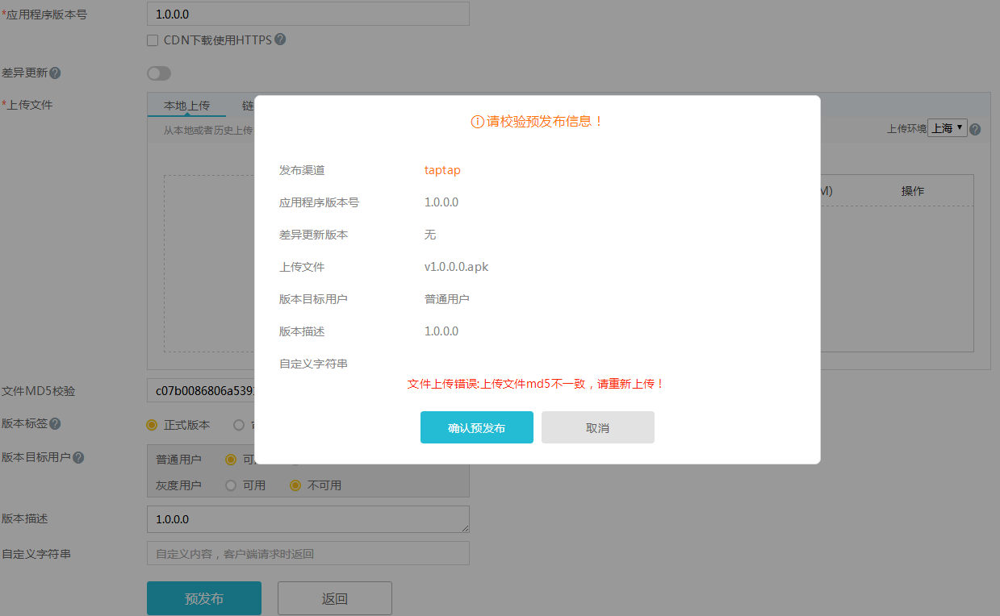 *应用程序版本号
1.0.0.0
CDN下载使用HTTPS
差异更新
*上传文件
本地上传 链
从本地或者历史上传
上传环境 上海
M) 操作
请校验预发布信息！
发布渠道 taptap
应用程序版本号 1.0.0.0
差异更新版本 无
上传文件 v1.0.0.0.apk
版本目标用户 普通用户
版本描述 1.0.0.0
自定义字符串
文件上传错误:上传文件md5不一致，请重新上传！
确认预发布 取消
文件MD5校验 c07b0086806a539
版本标签 正式版本
版本目标用户 普通用户 可
灰度用户 可用 不可用
版本描述 1.0.0.0
自定义字符串 自定义内容，客户端请求时返回
预发布 返回